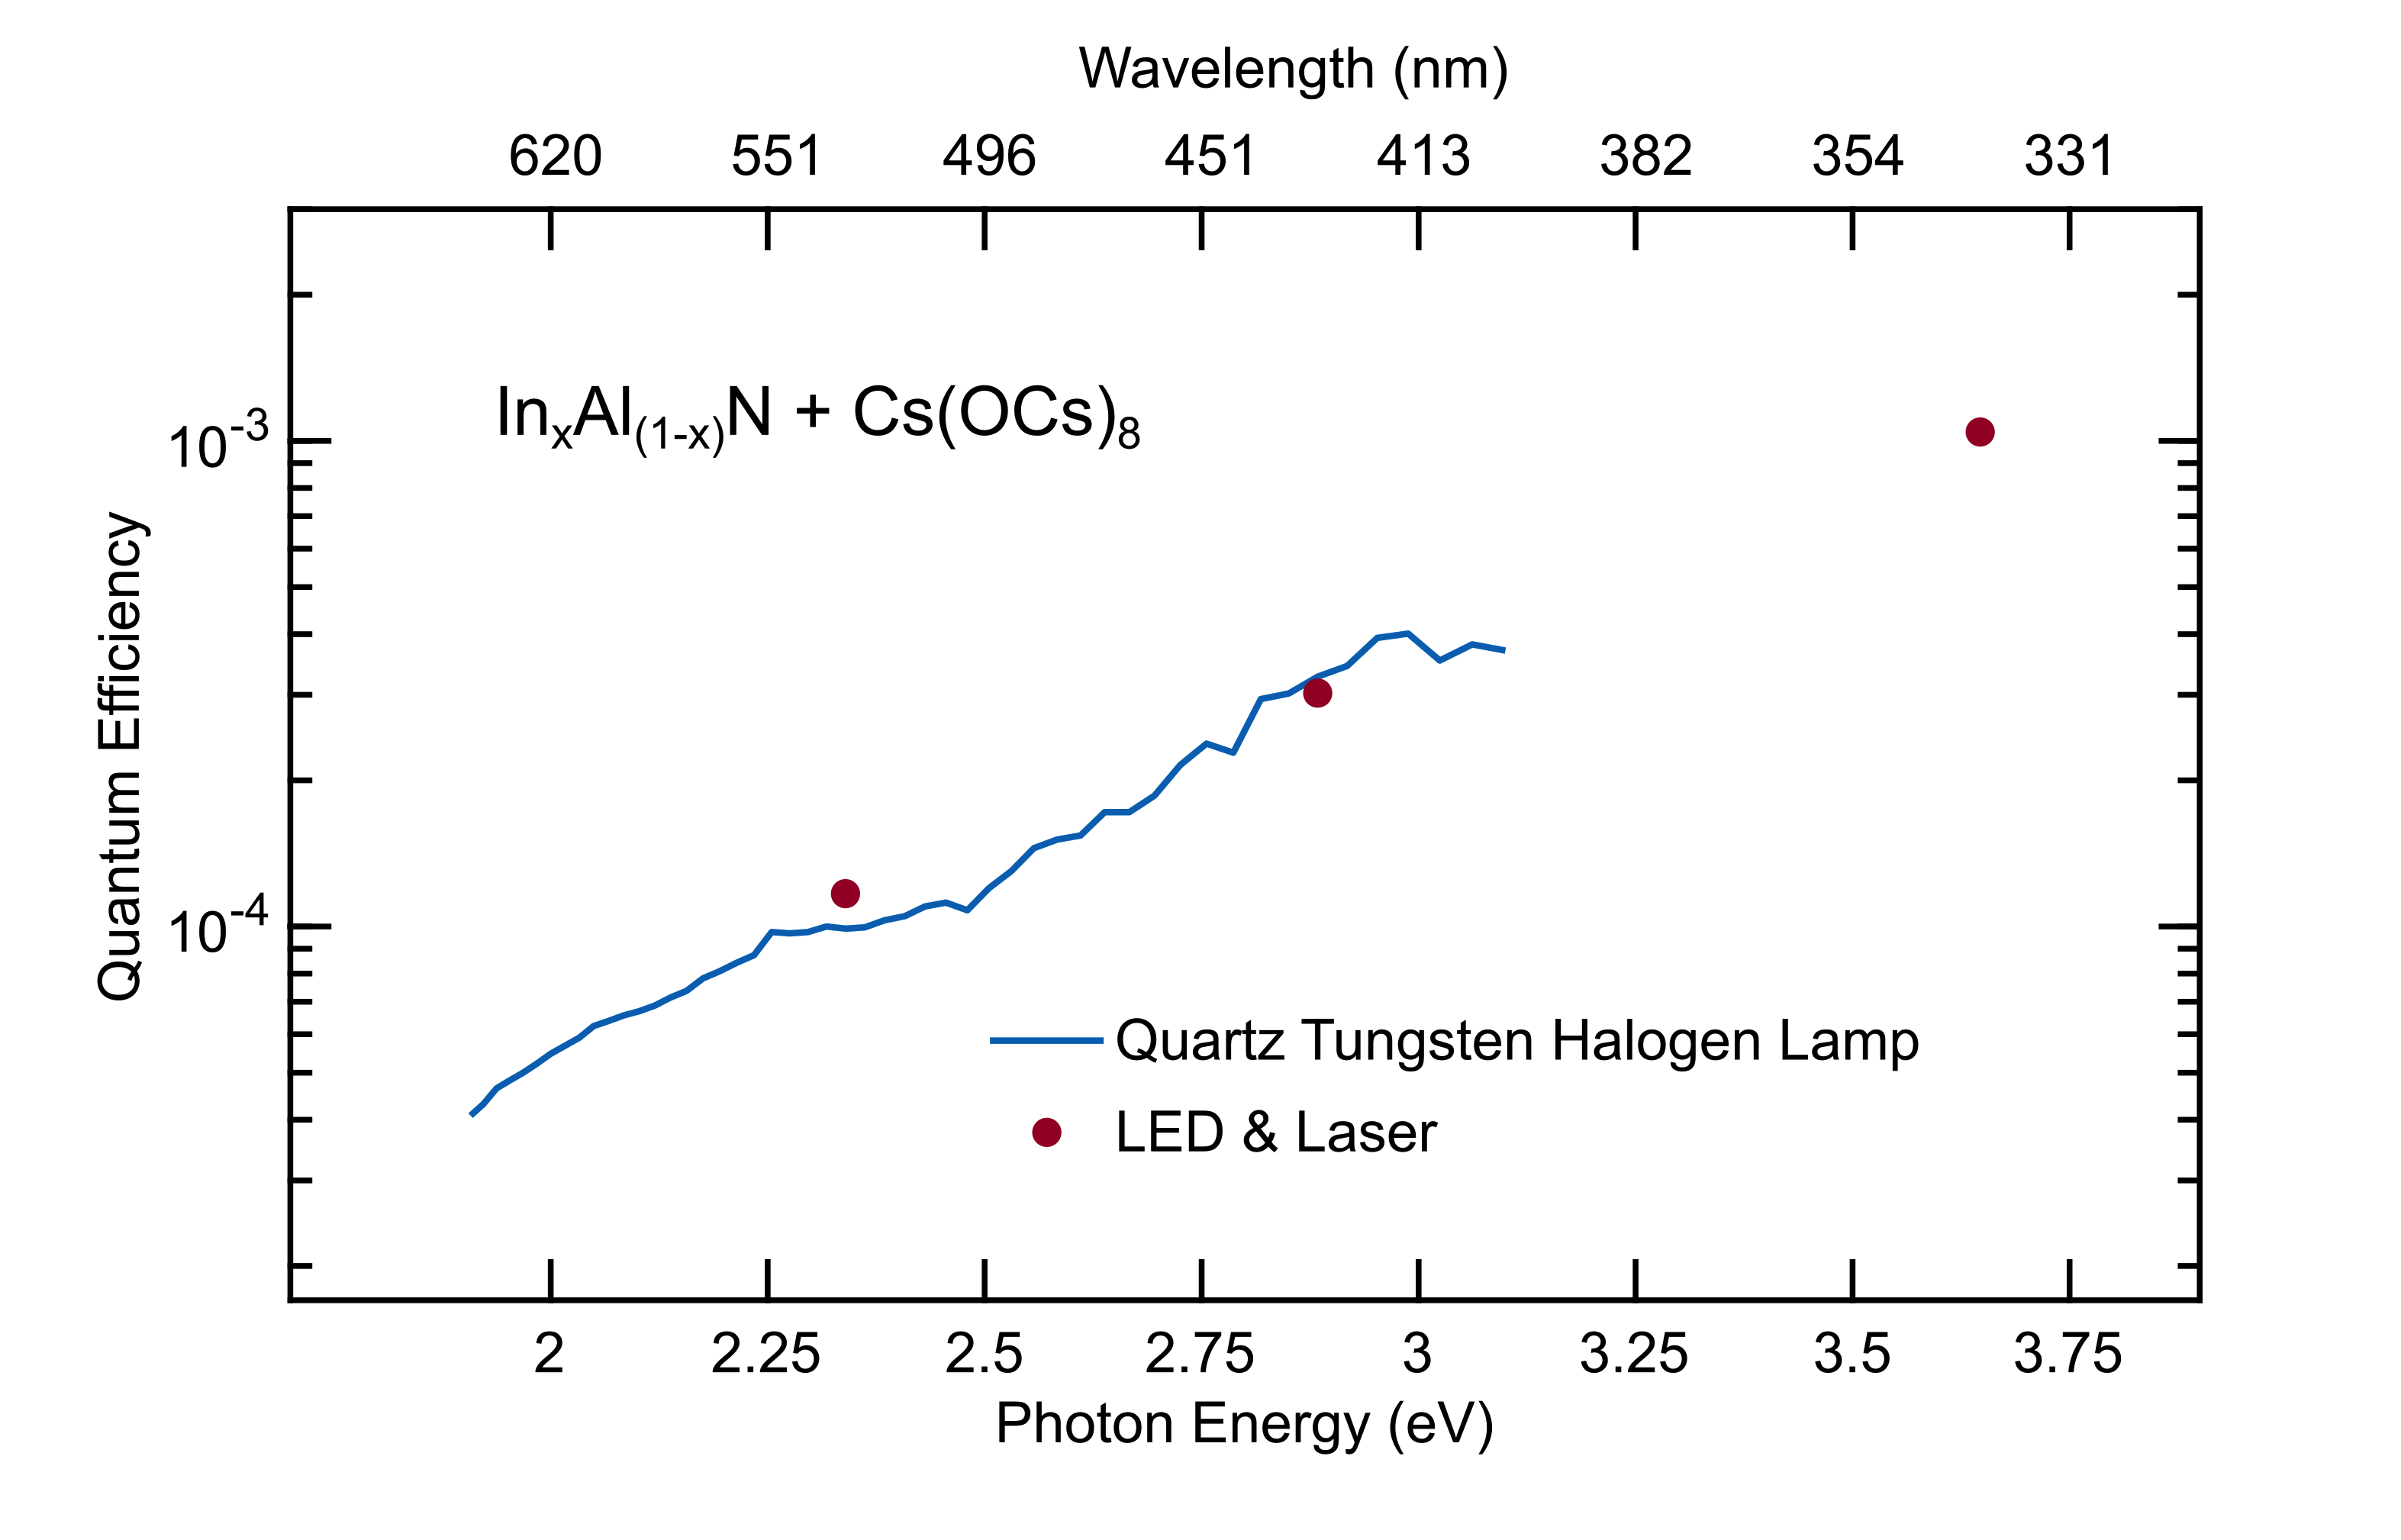 Wavelength (nm)
620 551 496 451 413 382 354 331
InₓAl₍₁₋ₓ₎N + Cs(OCs)₈
10⁻³
10⁻⁴
Quantum Efficiency
Quartz Tungsten Halogen Lamp
LED & Laser
2 2.25 2.5 2.75 3 3.25 3.5 3.75
Photon Energy (eV)